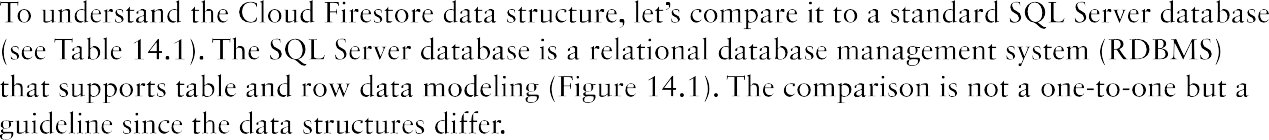 To understand the Cloud Firestore data structure, let’s compare it to a standard SQL Server database
(see Table 14.1). The SQL Server database is a relational database management system (RDBMS)
that supports table and row data modeling (Figure 14.1). The comparison is not a one-to-one but a
guideline since the data structures differ.